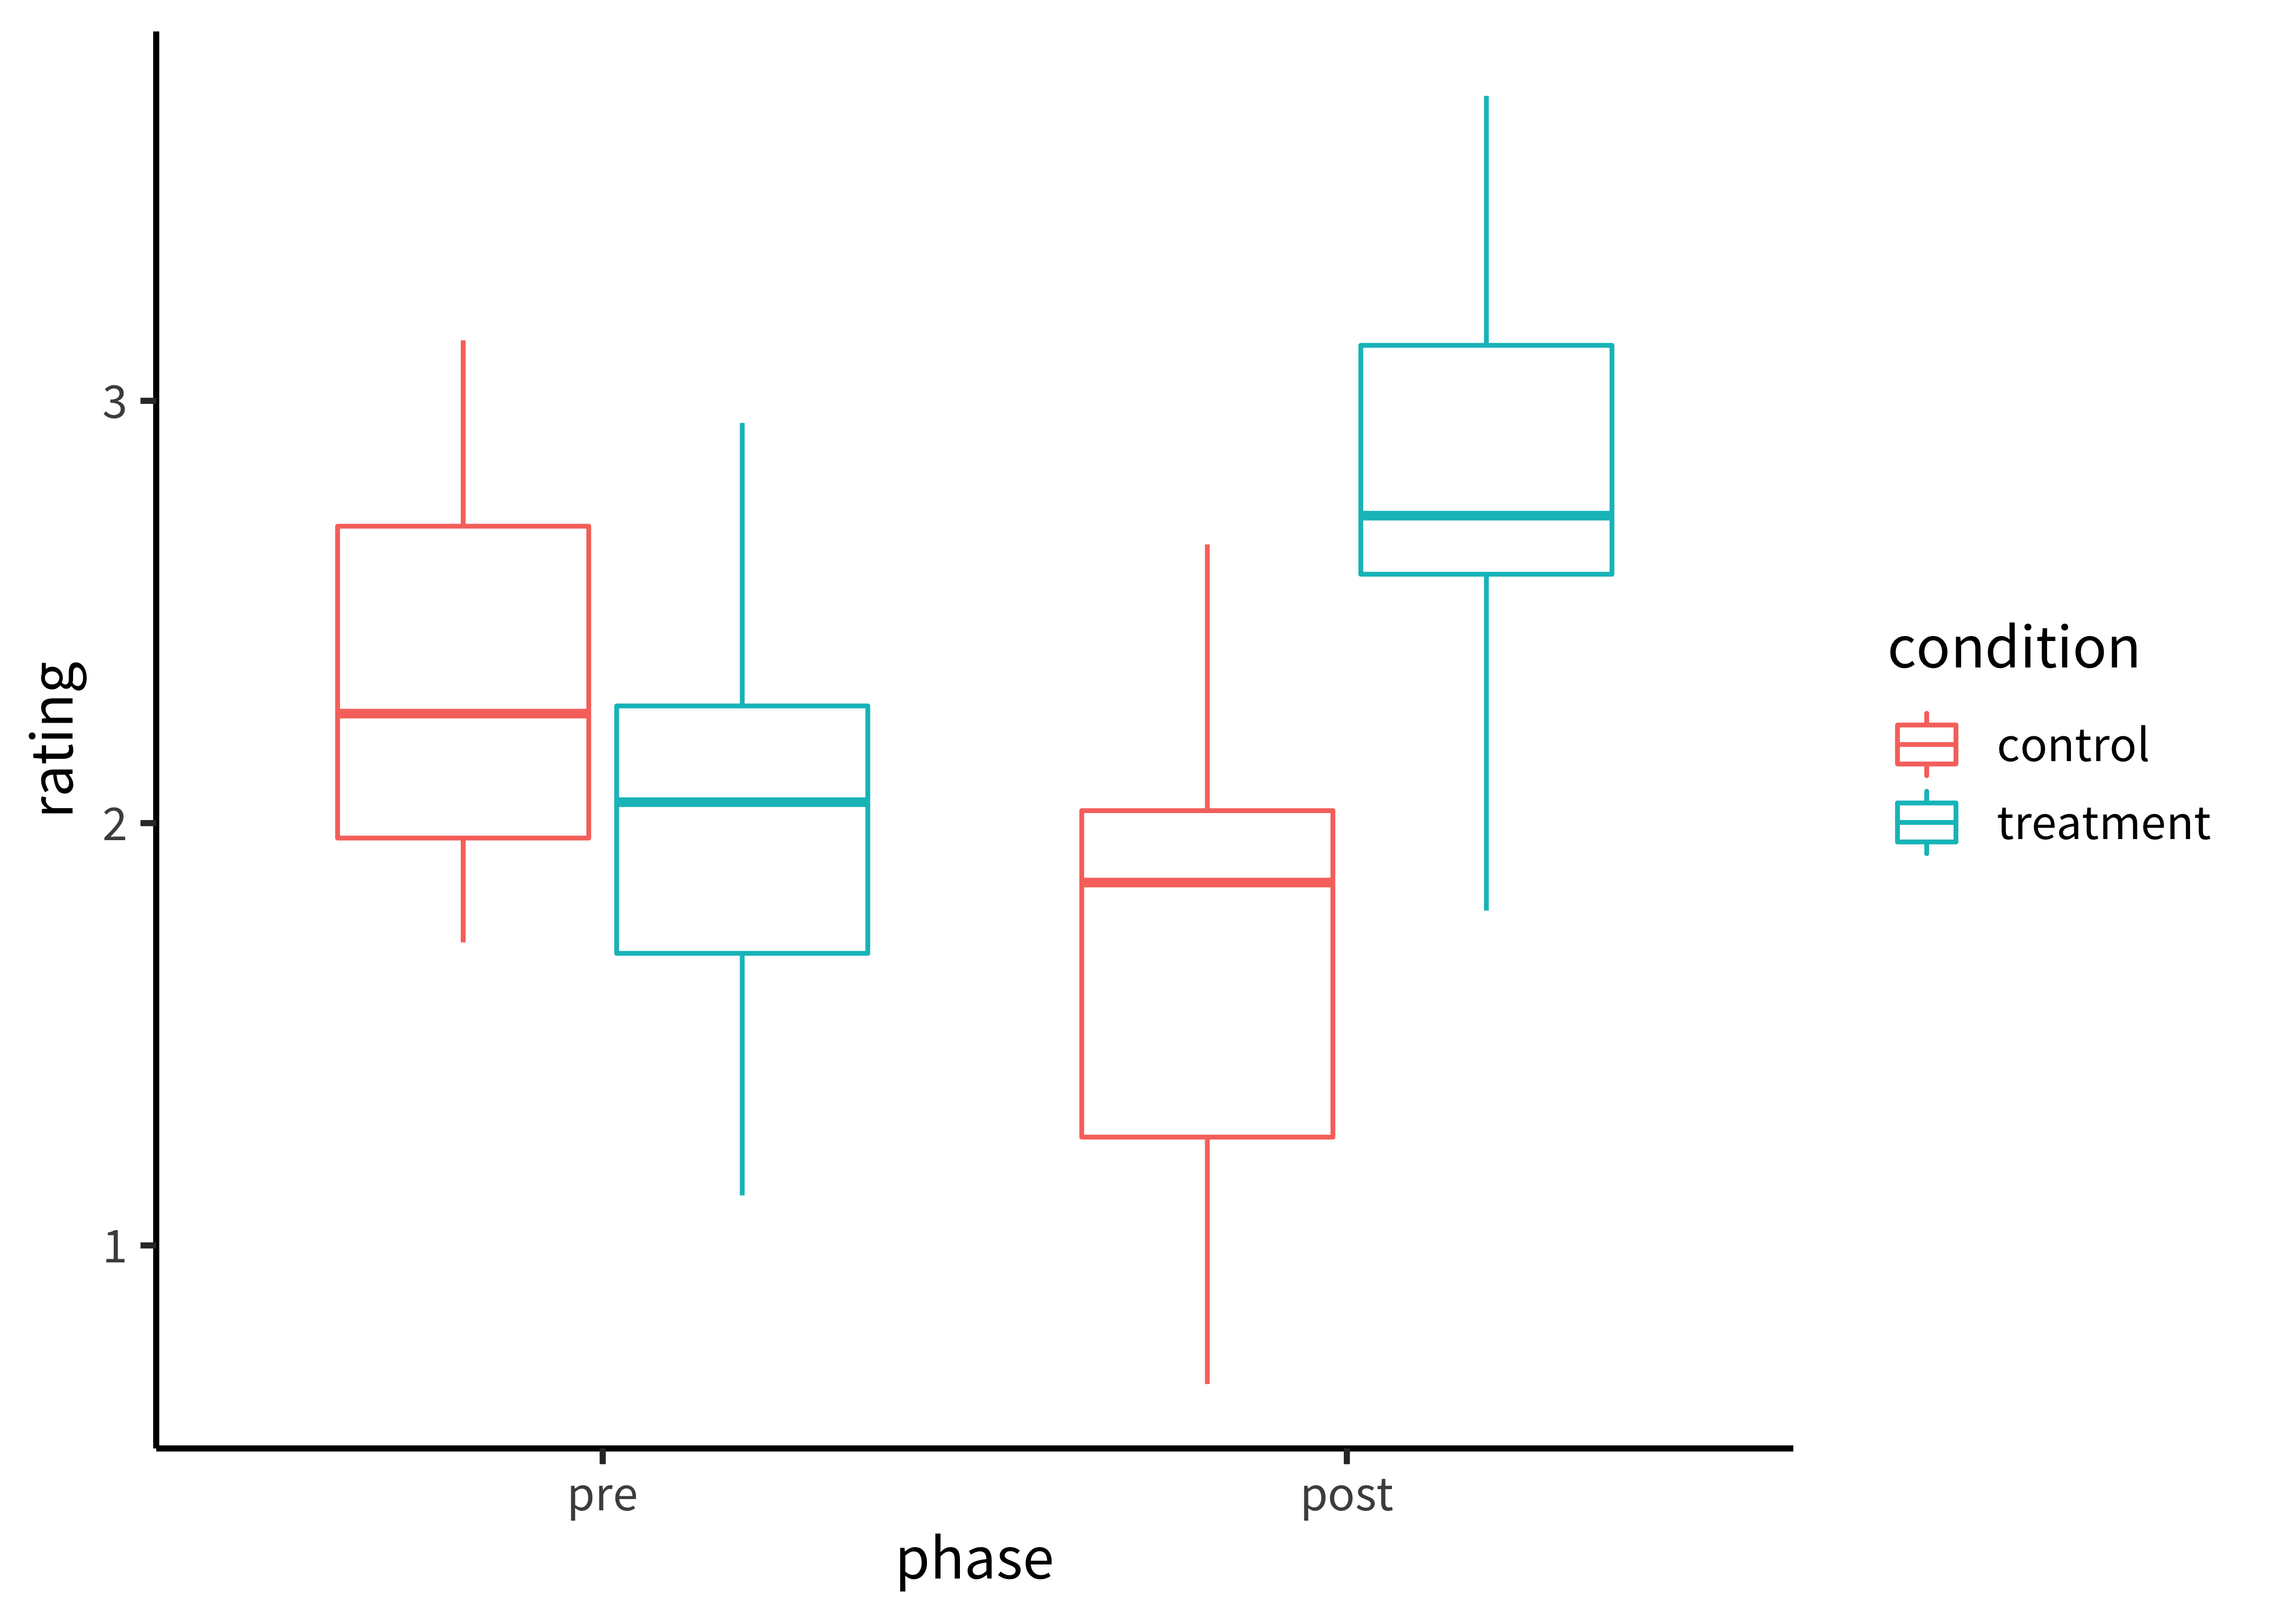 rating
3
2
1
pre
post
phase
condition
control
treatment